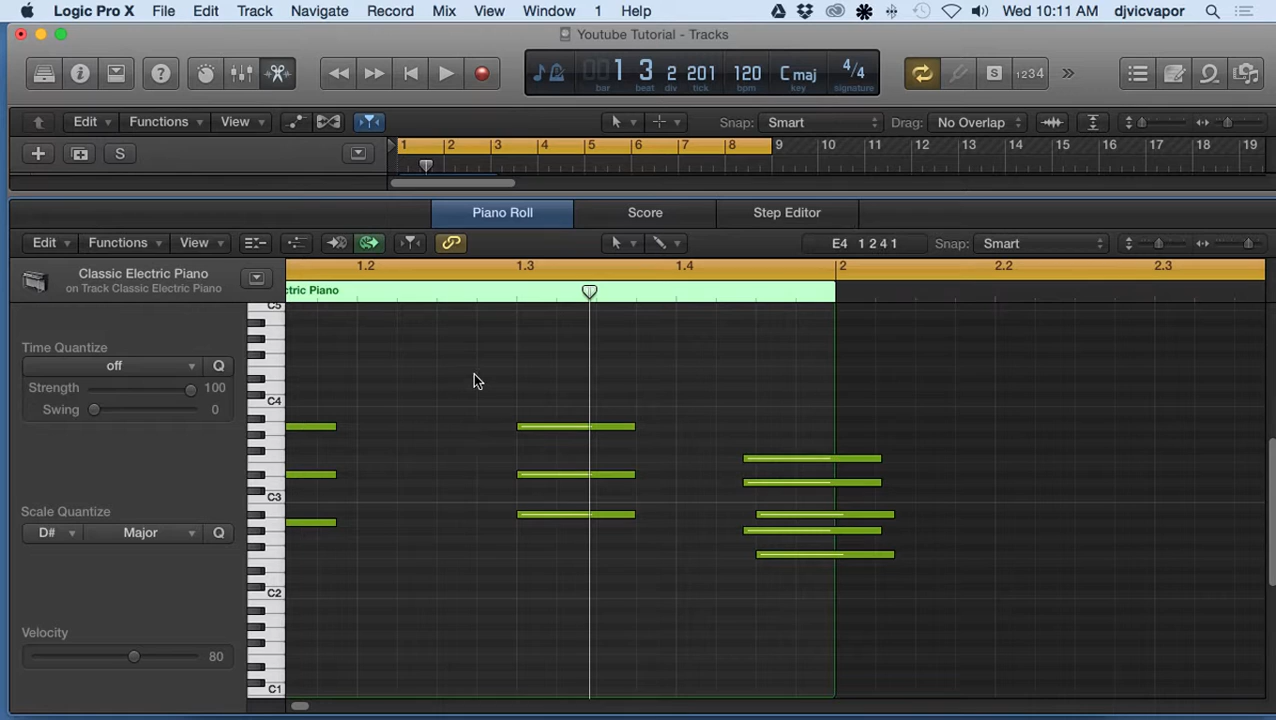 Logic Pro X File Edit Track Navigate Record Mix View Window 1 Help Wed 10:11 AM djvicvapor
Youtube Tutorial - Tracks
001 3 2 201 120 C maj 4/4
bar beat div tick bpm key signature
S 1234
Edit Functions View Snap: Smart Drag: No Overlap
S 1 2 3 4 5 6 7 8 9 10 11 12 13 14 15 16 17 18 19
Piano Roll Score Step Editor
Edit Functions View E4 1 2 4 1 Snap: Smart
Classic Electric Piano
on Track Classic Electric Piano
1.2 1.3 1.4 2 2.2 2.3
ctric Piano
C5
Time Quantize
off Q
Strength 100
Swing 0
C4
C3
Scale Quantize
D# Major Q
C2
Velocity
80
C1